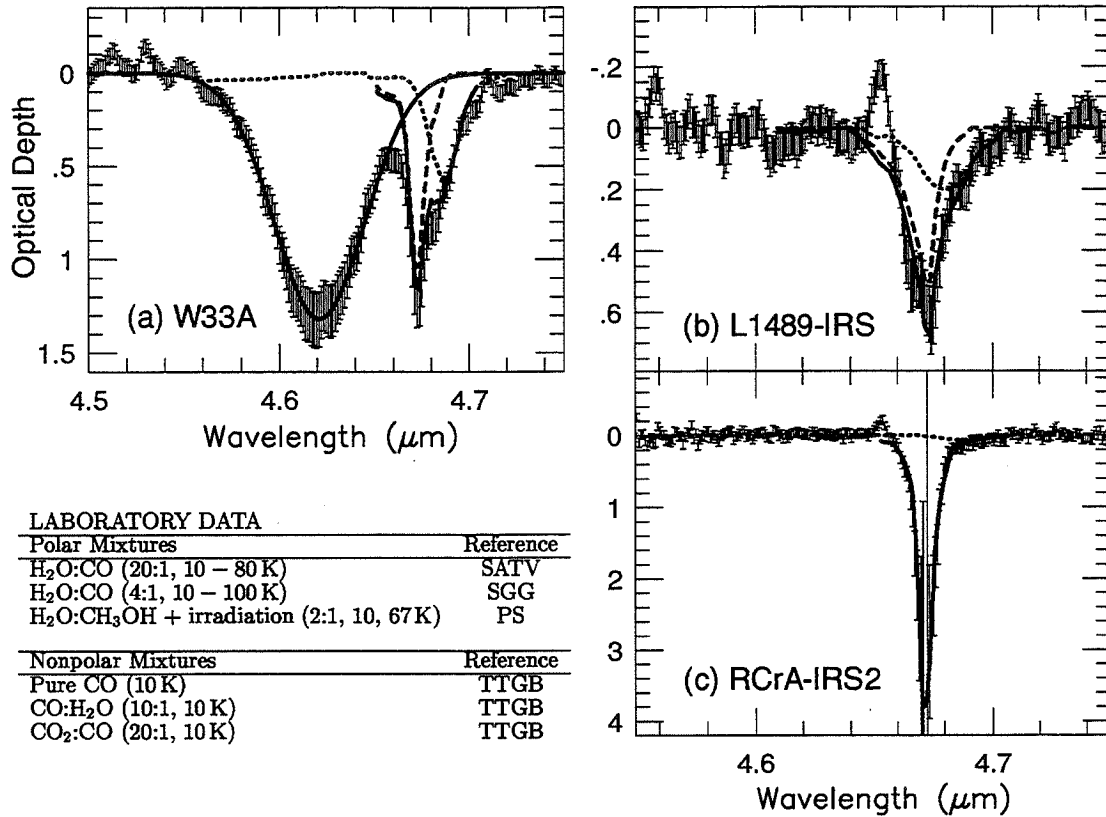 0
.5
1
1.5
Optical Depth
(a) W33A
4.5 4.6 4.7
Wavelength (μm)
-.2
0
.2
.4
.6
(b) L1489-IRS
0
1
2
3
4
(c) RCrA-IRS2
4.6 4.7
Wavelength (μm)
LABORATORY DATA
Polar Mixtures Reference
H₂O:CO (20:1, 10 – 80 K) SATV
H₂O:CO (4:1, 10 – 100 K) SGG
H₂O:CH₃OH + irradiation (2:1, 10, 67 K) PS
Nonpolar Mixtures Reference
Pure CO (10 K) TTGB
CO:H₂O (10:1, 10 K) TTGB
CO₂:CO (20:1, 10 K) TTGB